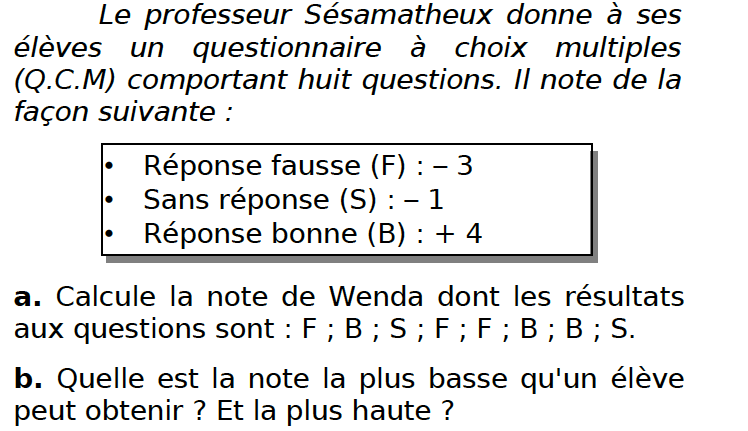 Le professeur Sésamatheux donne à ses
élèves un questionnaire à choix multiples
(Q.C.M) comportant huit questions. Il note de la
façon suivante :
• Réponse fausse (F) : – 3
• Sans réponse (S) : – 1
• Réponse bonne (B) : + 4
a. Calcule la note de Wenda dont les résultats
aux questions sont : F ; B ; S ; F ; F ; B ; B ; S.
b. Quelle est la note la plus basse qu'un élève
peut obtenir ? Et la plus haute ?